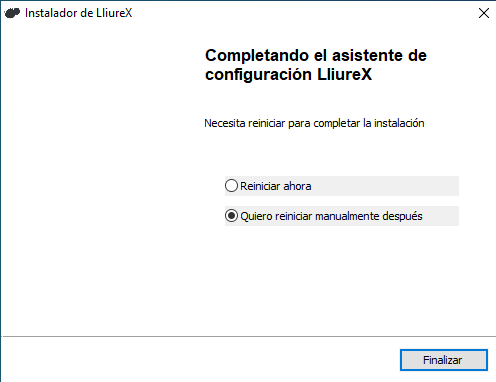 Instalador de LliureX
Completando el asistente de
configuración LliureX
Necesita reiniciar para completar la instalación
Reiniciar ahora
Quiero reiniciar manualmente después
Finalizar